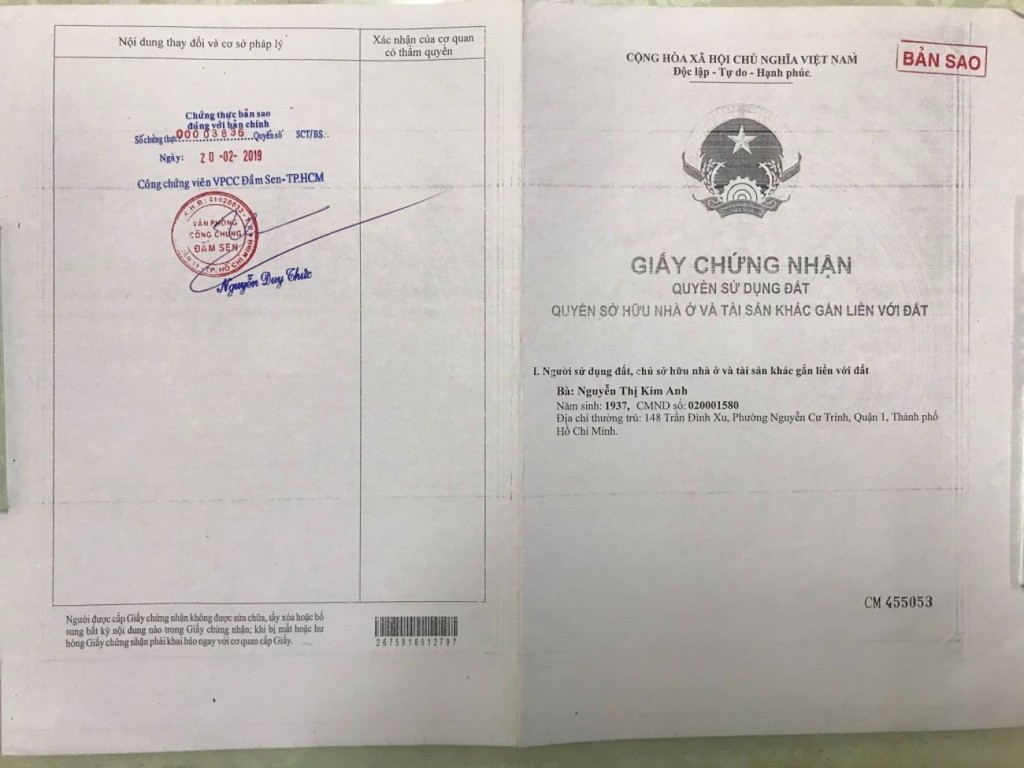 Nội dung thay đổi và cơ sở pháp lý
Xác nhận của cơ quan
có thẩm quyền
Chứng thực bản sao
đúng với bản chính
Số chứng thực 00003836 Quyển số SCT/BS
Ngày: 20-02-2019
Công chứng viên VPCC Đầm Sen-TP.HCM
VĂN PHÒNG
CÔNG CHỨNG
ĐẦM SEN
TP. HỒ CHÍ MINH
Nguyễn Duy Thức
Người được cấp Giấy chứng nhận không được sửa chữa, tẩy xóa hoặc bổ
sung bất kỳ nội dung nào trong Giấy chứng nhận; khi bị mất hoặc hư
hỏng Giấy chứng nhận phải khai báo ngay với cơ quan cấp Giấy.
2675816012797
CỘNG HÒA XÃ HỘI CHỦ NGHĨA VIỆT NAM
Độc lập - Tự do - Hạnh phúc
BẢN SAO
GIẤY CHỨNG NHẬN
QUYỀN SỬ DỤNG ĐẤT
QUYỀN SỞ HỮU NHÀ Ở VÀ TÀI SẢN KHÁC GẮN LIỀN VỚI ĐẤT
I. Người sử dụng đất, chủ sở hữu nhà ở và tài sản khác gắn liền với đất
Bà: Nguyễn Thị Kim Anh
Năm sinh: 1937, CMND số: 020001580
Địa chỉ thường trú: 148 Trần Đình Xu, Phường Nguyễn Cư Trinh, Quận 1, Thành phố
Hồ Chí Minh.
CM 455053